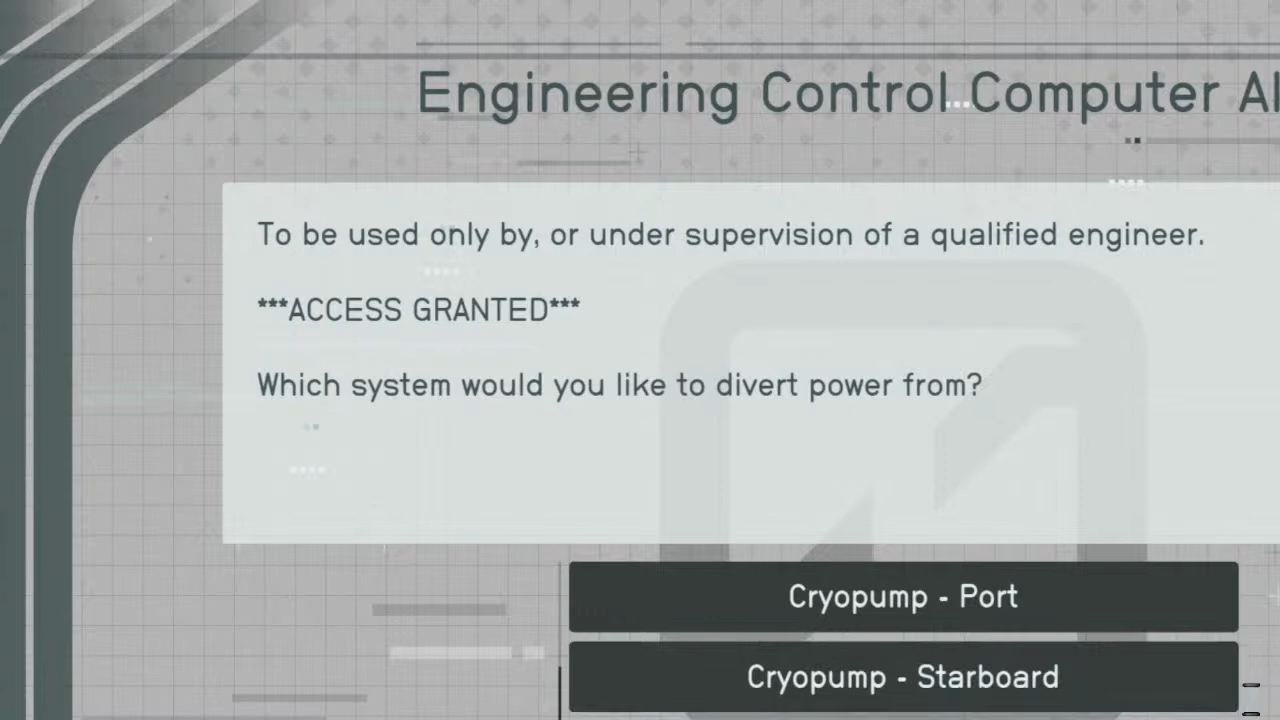 Engineering Control Computer
To be used only by, or under supervision of a qualified engineer.
***ACCESS GRANTED***
Which system would you like to divert power from?
Cryopump - Port
Cryopump - Starboard